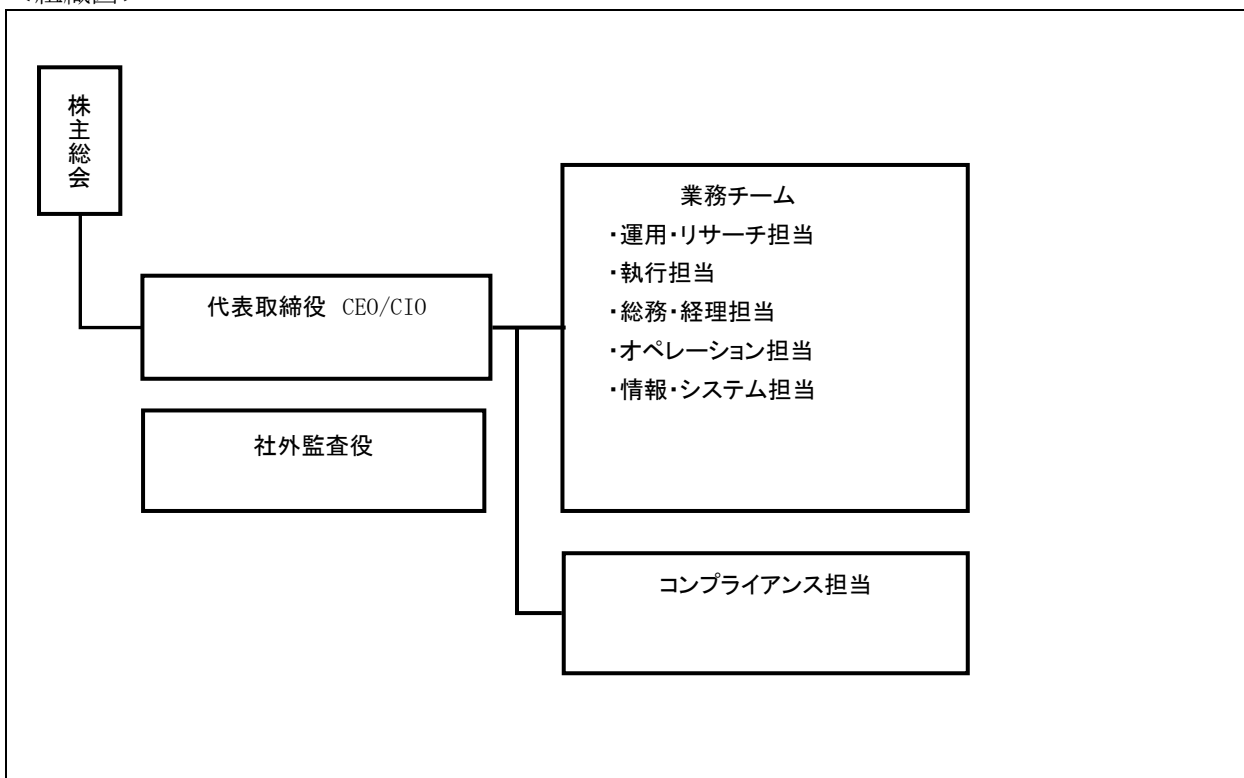 株主総会
代表取締役 CEO/CIO
社外監査役
業務チーム
・運用・リサーチ担当
・執行担当
・総務・経理担当
・オペレーション担当
・情報・システム担当
コンプライアンス担当